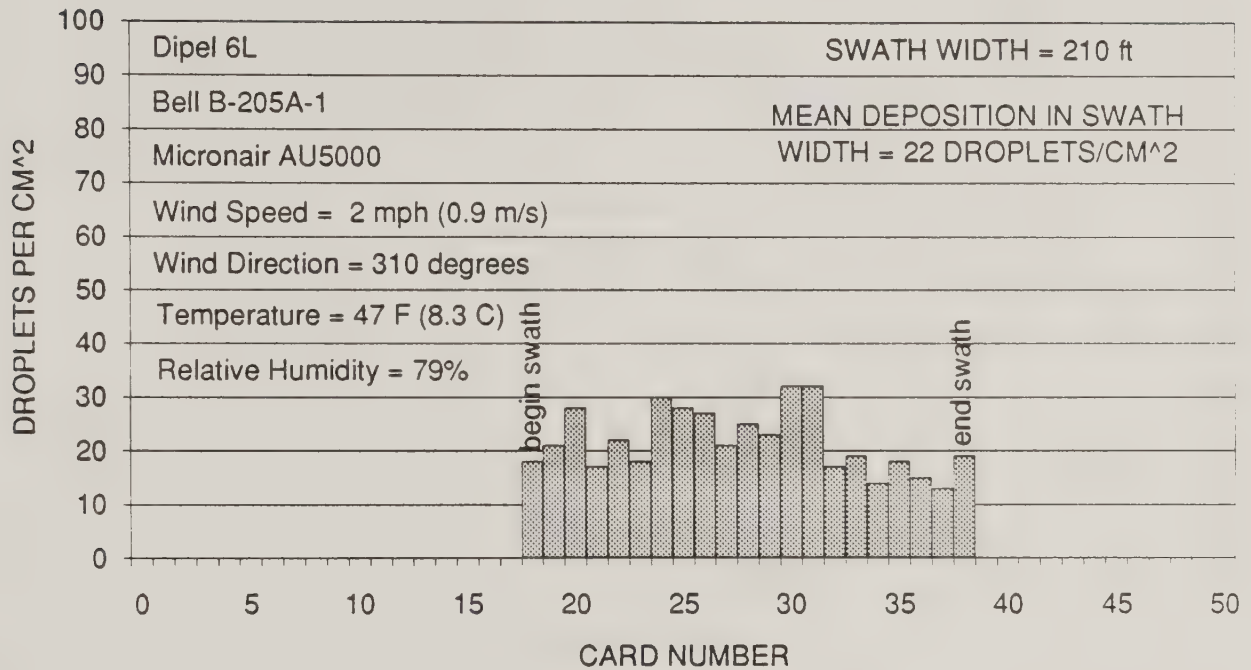 100
90
80
70
60
50
40
30
20
10
0
DROPLETS PER CM^2
Dipel 6L
Bell B-205A-1
Micronair AU5000
Wind Speed = 2 mph (0.9 m/s)
Wind Direction = 310 degrees
Temperature = 47 F (8.3 C)
Relative Humidity = 79%
SWATH WIDTH = 210 ft
MEAN DEPOSITION IN SWATH
WIDTH = 22 DROPLETS/CM^2
begin swath
end swath
0 5 10 15 20 25 30 35 40 45 50
CARD NUMBER